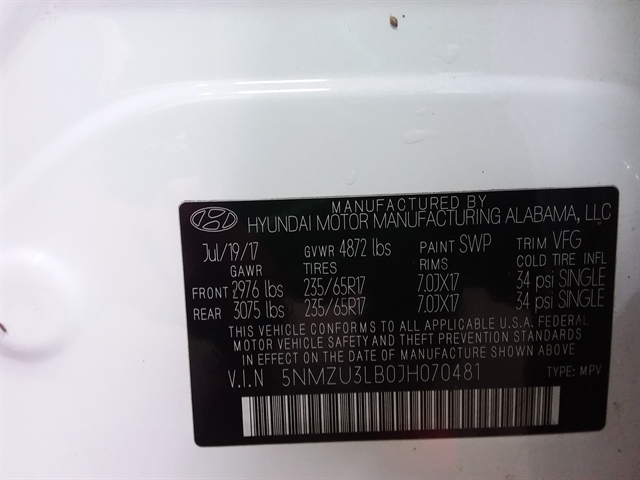 MANUFACTURED BY
HYUNDAI MOTOR MANUFACTURING ALABAMA, LLC
Jul/19/17 GVWR 4872 lbs PAINT SWP TRIM VFG
GAWR TIRES RIMS COLD TIRE INFL
FRONT 2976 lbs 235/65R17 7.0JX17 34 psi SINGLE
REAR 3075 lbs 235/65R17 7.0JX17 34 psi SINGLE
THIS VEHICLE CONFORMS TO ALL APPLICABLE U.S.A. FEDERAL
MOTOR VEHICLE SAFETY AND THEFT PREVENTION STANDARDS
IN EFFECT ON THE DATE OF MANUFACTURE SHOWN ABOVE.
V.I.N 5NMZU3LB0JH070481 TYPE: MPV